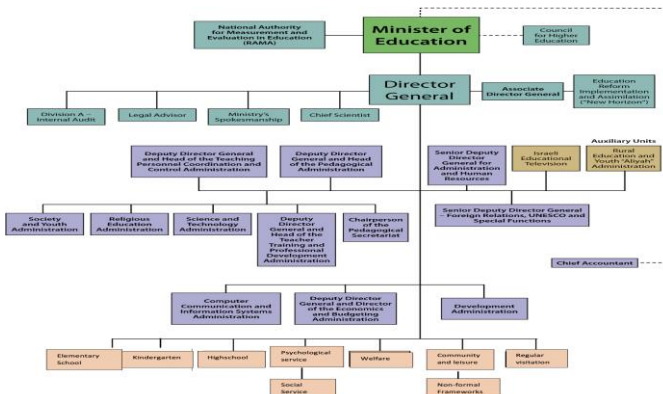 National Authority
for Measurement and
Evaluation in Education
(RAMA)
Minister of
Education
Council
for Higher
Education
Director
General
Associate
Director General
Education
Reform
Implementation
and Assimilation
("New Horizon")
Division A –
Internal Audit
Legal Advisor
Ministry's
Spokesmanship
Chief Scientist
Auxiliary Units
Deputy Director General
and Head of the Teaching
Personnel Coordination and
Control Administration
Deputy Director
General and Head
of the Pedagogical
Administration
Senior Deputy
Director
General for
Administration
and Human
Resources
Israeli
Educational
Television
Rural
Education and
Youth 'Aliyah"
Administration
Society
and Youth
Administration
Religious
Education
Administration
Science and
Technology
Administration
Deputy
Director
General and
Head of the
Teacher
Training and
Professional
Development
Administration
Chairperson
of the
Pedagogical
Secretariat
Senior Deputy Director
General – Foreign Relations,
UNESCO and
Special Functions
Chief Accountant
Computer
Communication and
Information Systems
Administration
Deputy Director
General and Director
of the Economics
and Budgeting
Administration
Development
Administration
Elementary
School
Kindergarten
Highschool
Psychological
service
Welfare
Community
and leisure
Regular
visitation
Social
Service
Non-formal
Frameworks